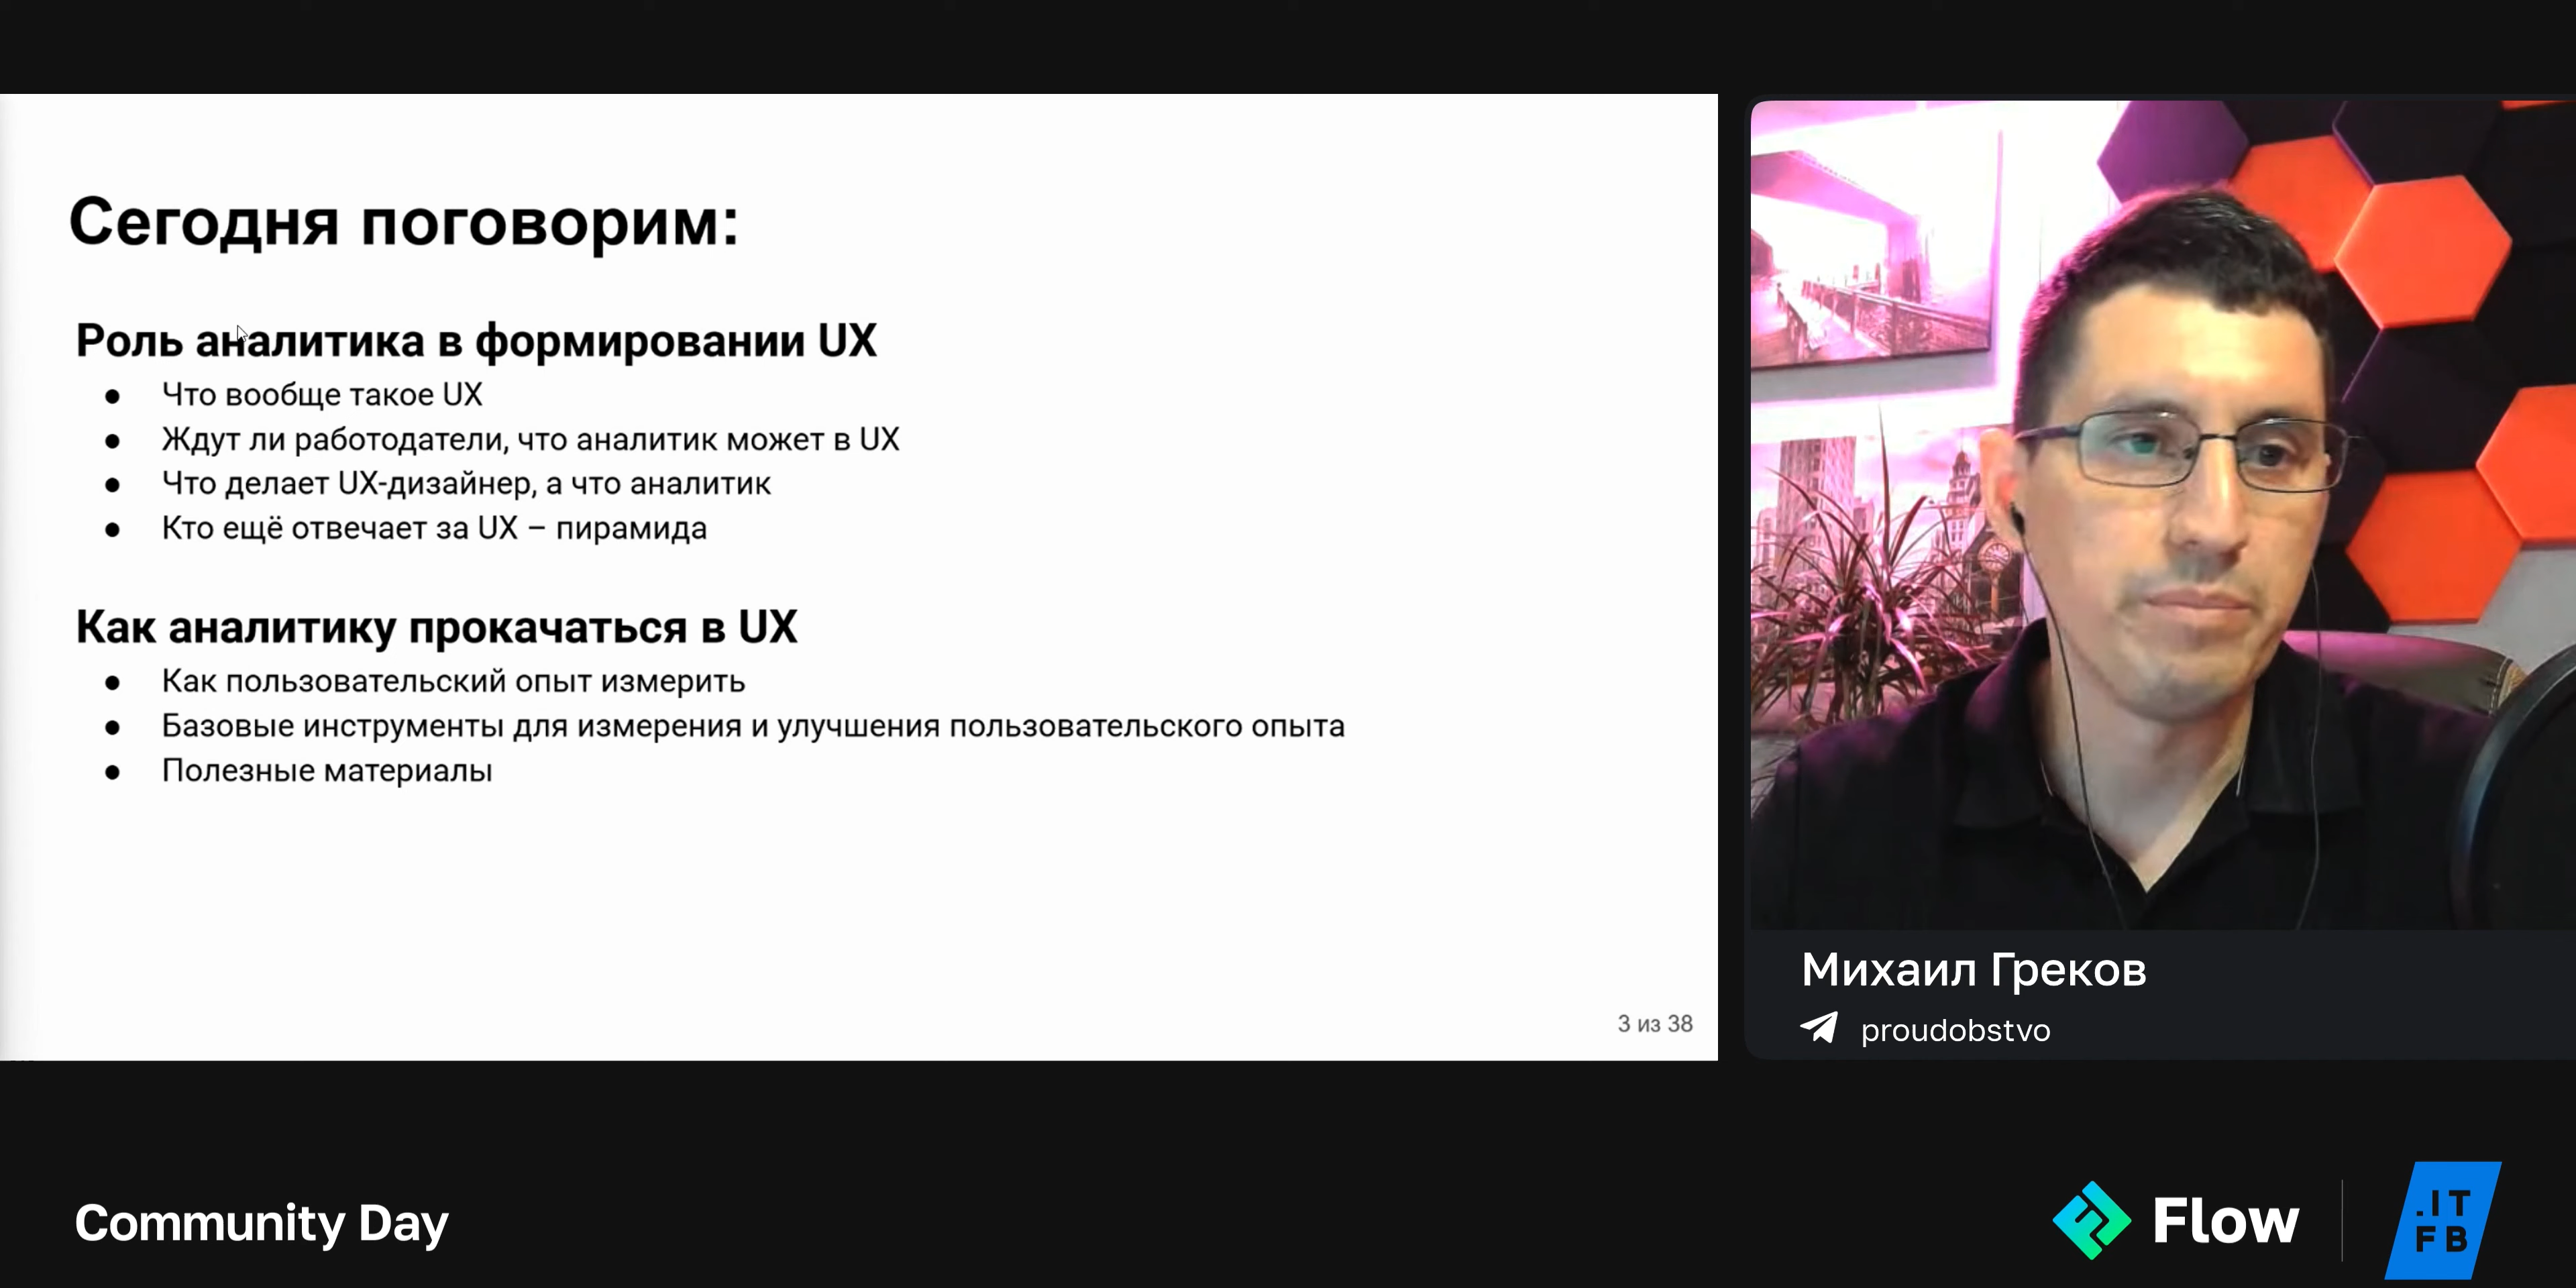 Сегодня поговорим:
Роль аналитика в формировании UX
● Что вообще такое UX
● Ждут ли работодатели, что аналитик может в UX
● Что делает UX-дизайнер, а что аналитик
● Кто ещё отвечает за UX – пирамида
Как аналитику прокачаться в UX
● Как пользовательский опыт измерить
● Базовые инструменты для измерения и улучшения пользовательского опыта
● Полезные материалы
3 из 38
Михаил Греков
proudobstvo
Community Day
Flow
.IT
FB